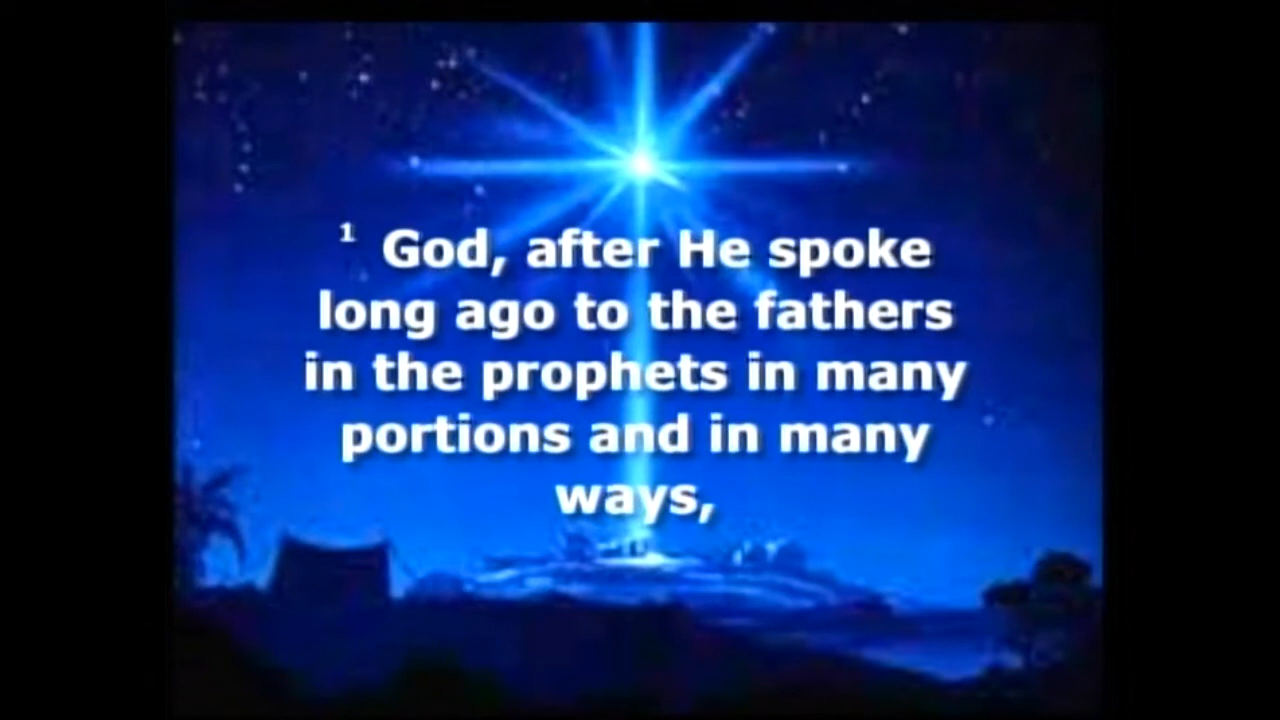 1 God, after He spoke
long ago to the fathers
in the prophets in many
portions and in many
ways,